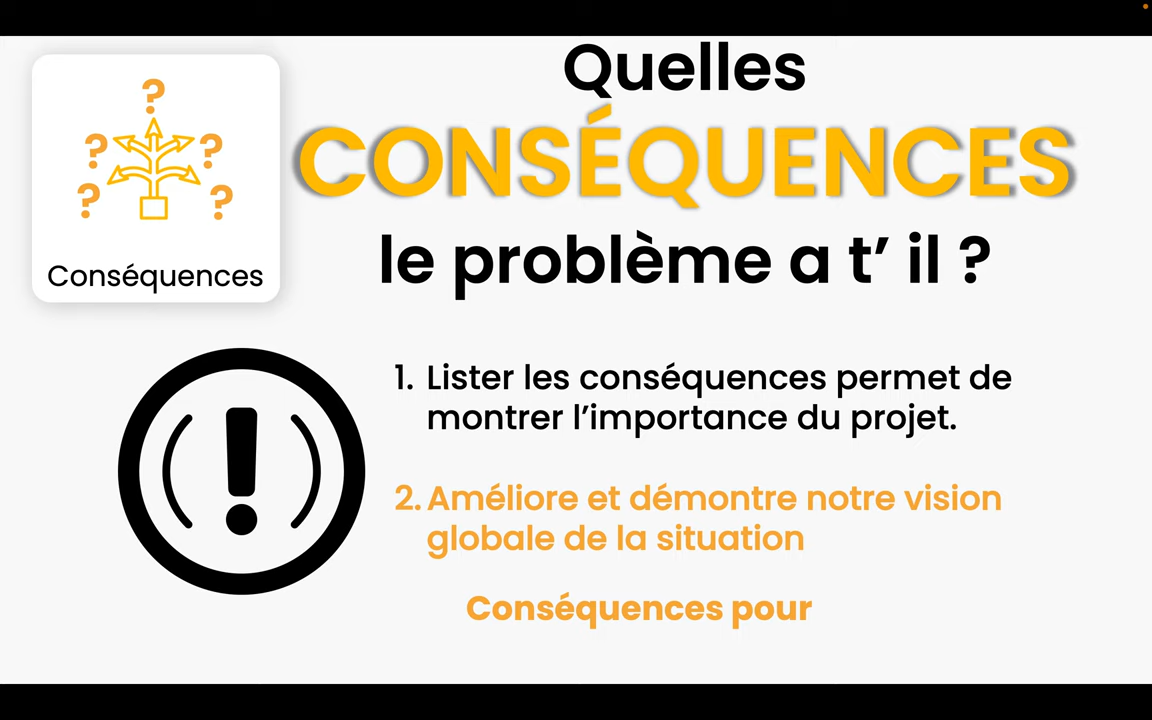 Quelles
CONSÉQUENCES
le problème a t’ il ?
? ? ? ? ?
Conséquences
1. Lister les conséquences permet de
montrer l’importance du projet.
!
2. Améliore et démontre notre vision
globale de la situation
Conséquences pour